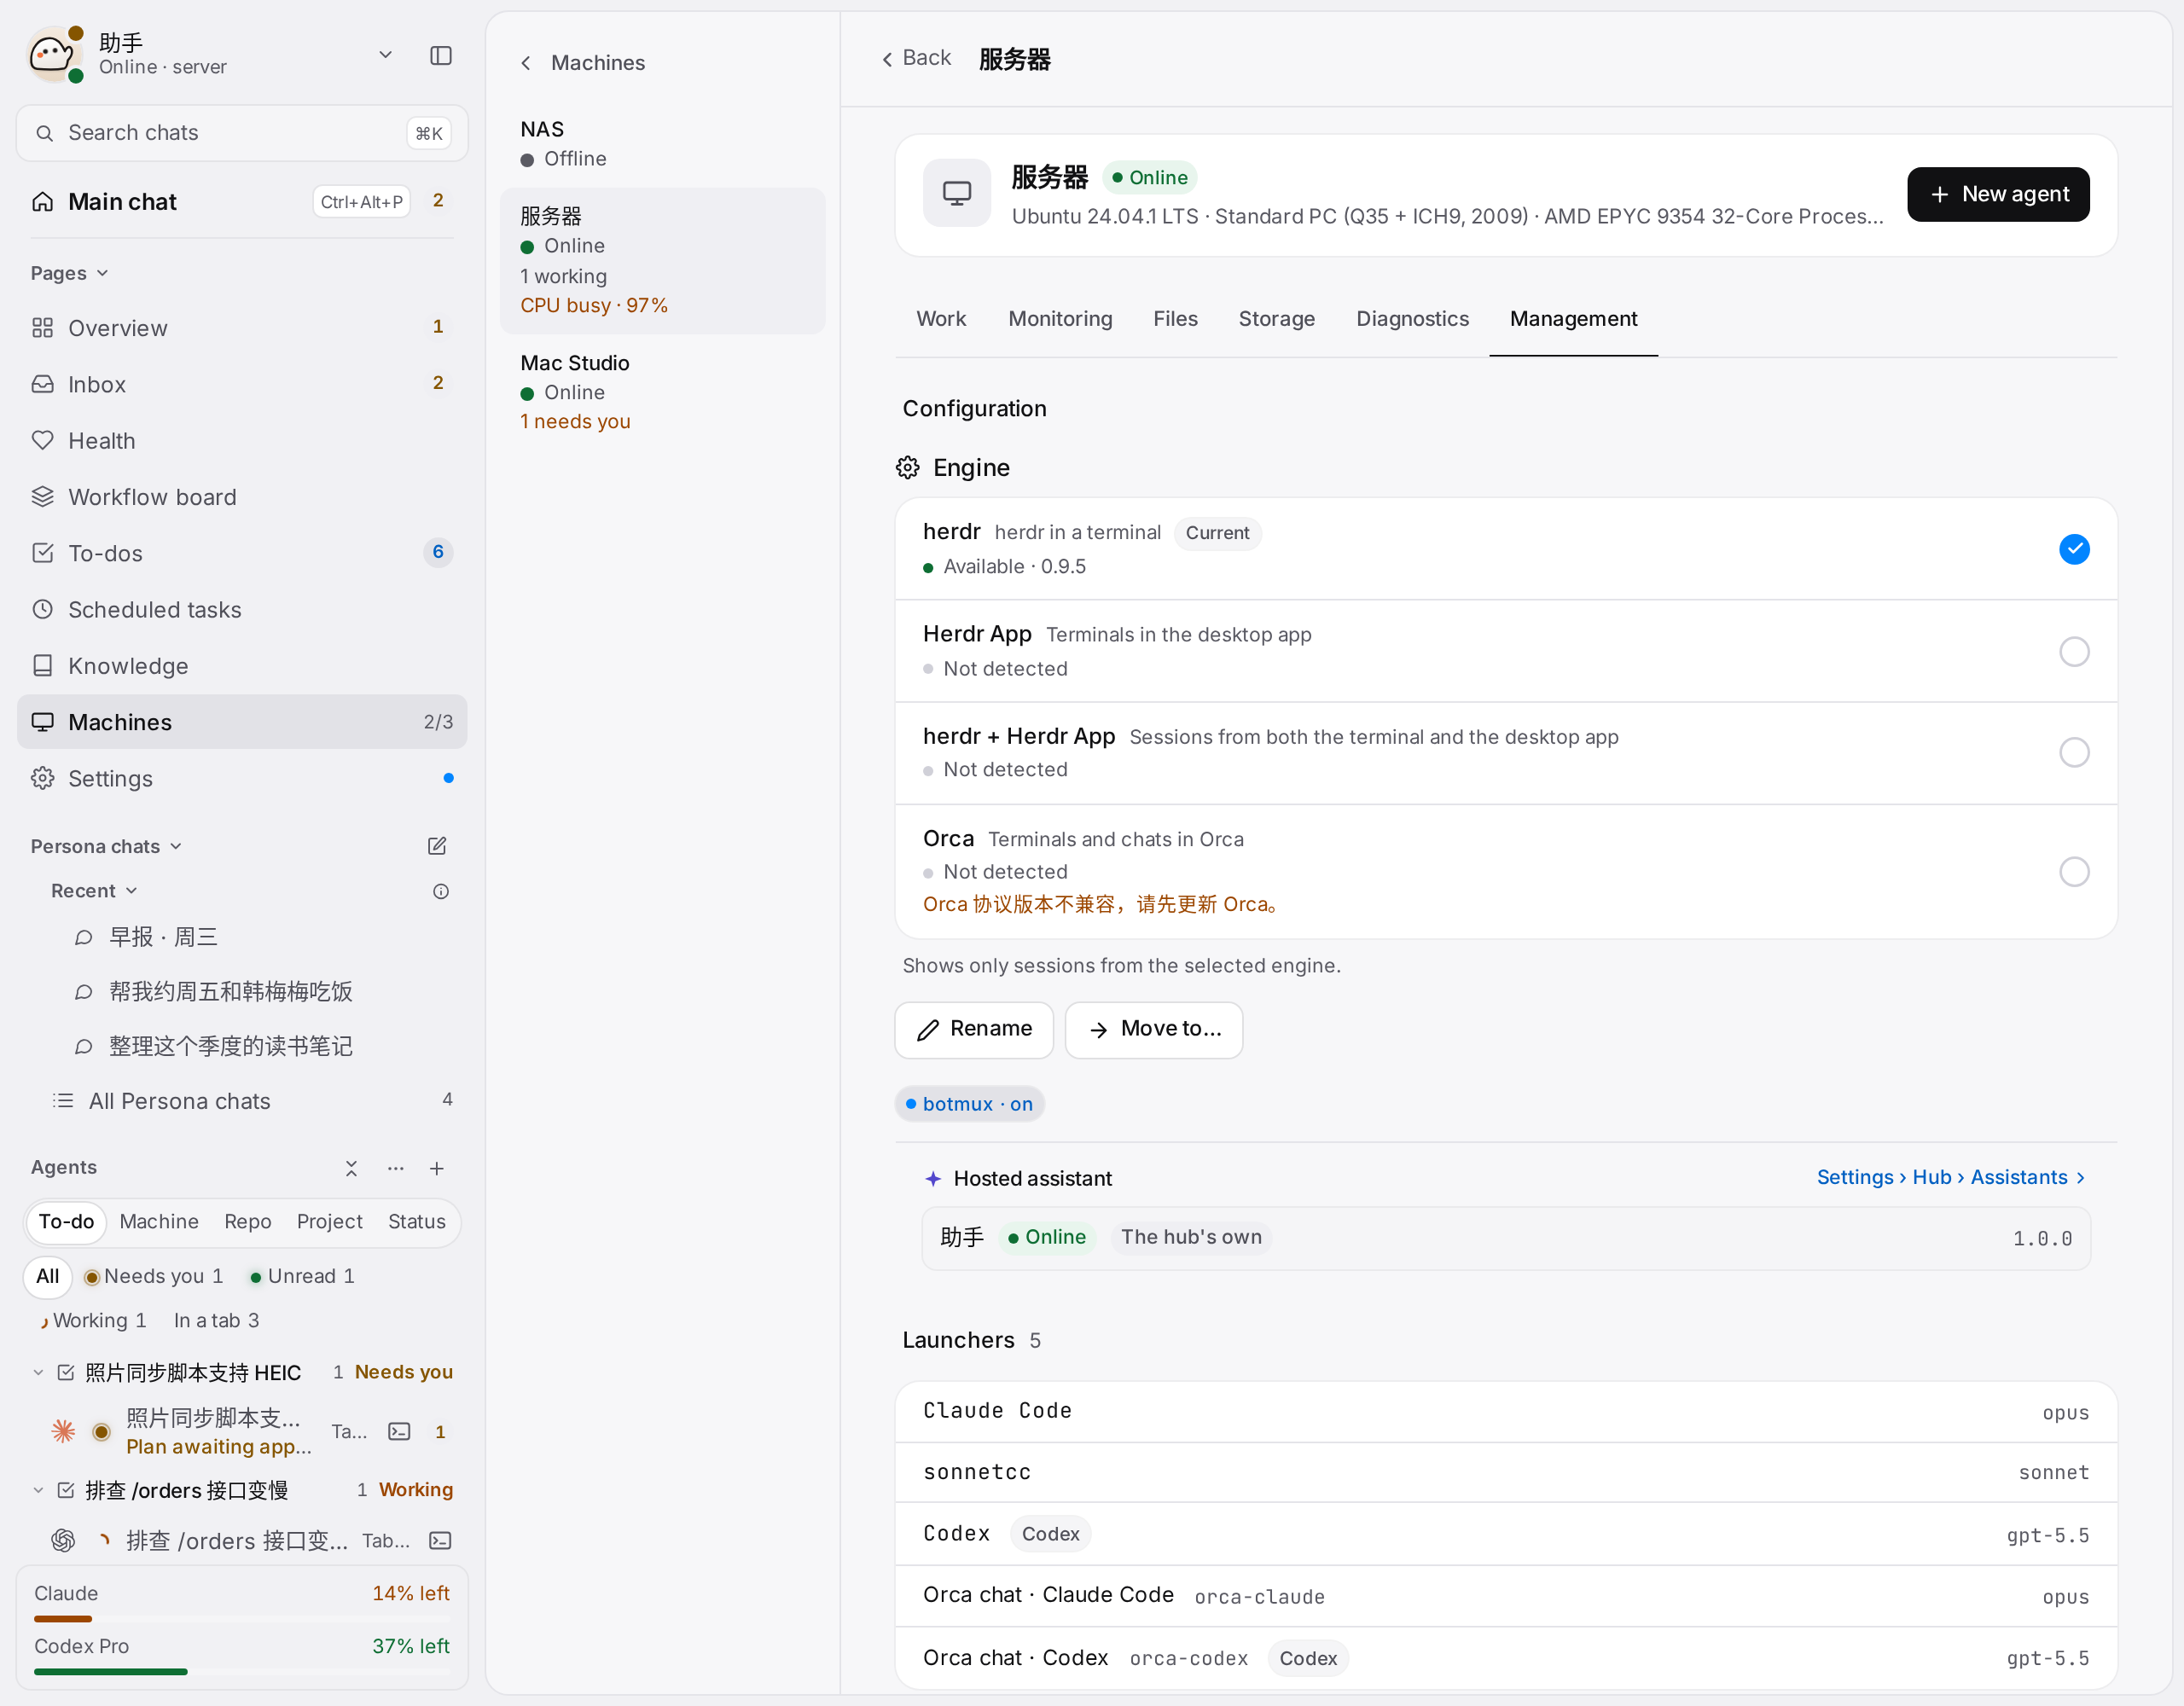 助手
Online · server
Search chats
⌘K
Main chat
Ctrl+Alt+P
2
Pages
Overview
1
Inbox
2
Health
Workflow board
To-dos
6
Scheduled tasks
Knowledge
Machines
2/3
Settings
Persona chats
Recent
早报 · 周三
帮我约周五和韩梅梅吃饭
整理这个季度的读书笔记
All Persona chats
4
Agents
To-do
Machine
Repo
Project
Status
All
Needs you 1
Unread 1
Working 1
In a tab 3
照片同步脚本支持 HEIC
1 Needs you
照片同步脚本支...
Plan awaiting app...
Ta...
1
排查 /orders 接口变慢
1 Working
排查 /orders 接口变...
Tab...
Claude
14% left
Codex Pro
37% left
Machines
NAS
Offline
服务器
Online
1 working
CPU busy · 97%
Mac Studio
Online
1 needs you
Back
服务器
服务器
Online
Ubuntu 24.04.1 LTS · Standard PC (Q35 + ICH9, 2009) · AMD EPYC 9354 32-Core Proces...
New agent
Work
Monitoring
Files
Storage
Diagnostics
Management
Configuration
Engine
herdr
herdr in a terminal
Current
Available · 0.9.5
Herdr App
Terminals in the desktop app
Not detected
herdr + Herdr App
Sessions from both the terminal and the desktop app
Not detected
Orca
Terminals and chats in Orca
Not detected
Orca 协议版本不兼容，请先更新 Orca。
Shows only sessions from the selected engine.
Rename
Move to...
botmux · on
Hosted assistant
Settings › Hub › Assistants ›
助手
Online
The hub's own
1.0.0
Launchers 5
Claude Code
opus
sonnetcc
sonnet
Codex
Codex
gpt-5.5
Orca chat · Claude Code
orca-claude
opus
Orca chat · Codex
orca-codex
Codex
gpt-5.5